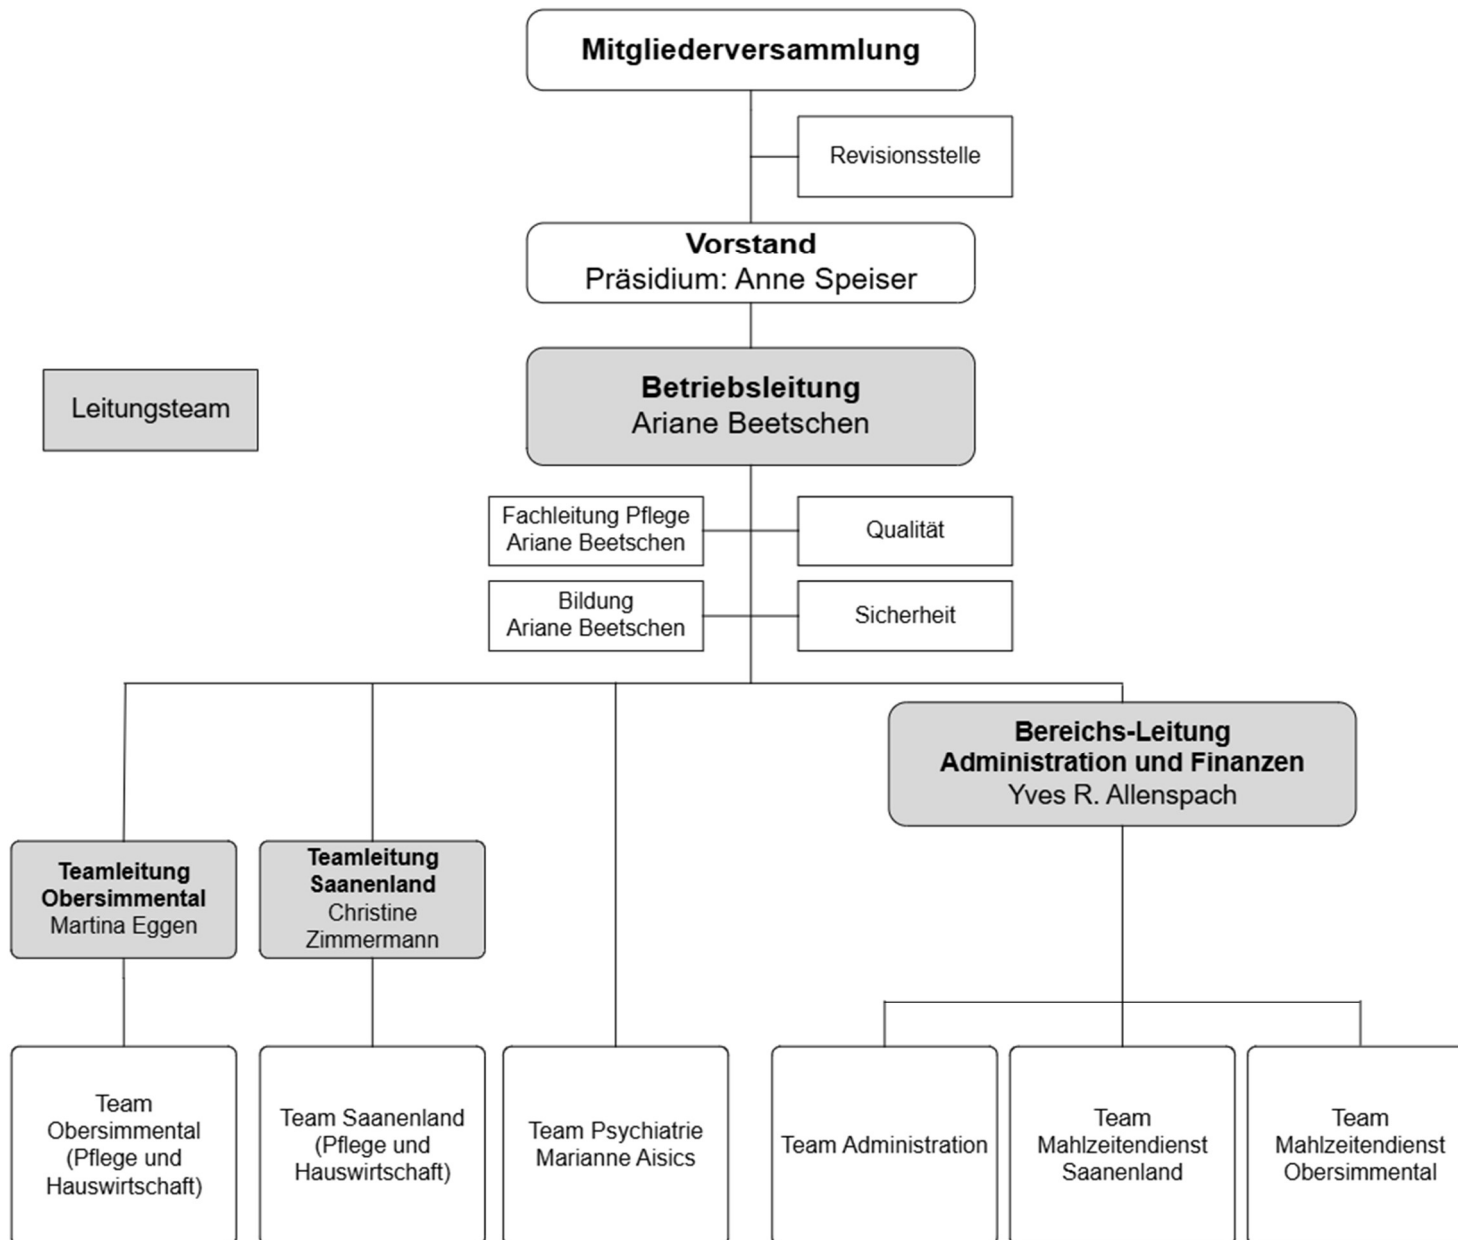 Mitgliederversammlung
Revisionsstelle
Vorstand
Präsidium: Anne Speiser
Leitungsteam
Betriebsleitung
Ariane Beetschen
Fachleitung Pflege
Ariane Beetschen
Qualität
Bildung
Ariane Beetschen
Sicherheit
Bereichs-Leitung
Administration und Finanzen
Yves R. Allenspach
Teamleitung
Obersimmental
Martina Eggen
Teamleitung
Saanenland
Christine
Zimmermann
Team
Obersimmental
(Pflege und
Hauswirtschaft)
Team Saanenland
(Pflege und
Hauswirtschaft)
Team Psychiatrie
Marianne Aisics
Team Administration
Team
Mahlzeitendienst
Saanenland
Team
Mahlzeitendienst
Obersimmental